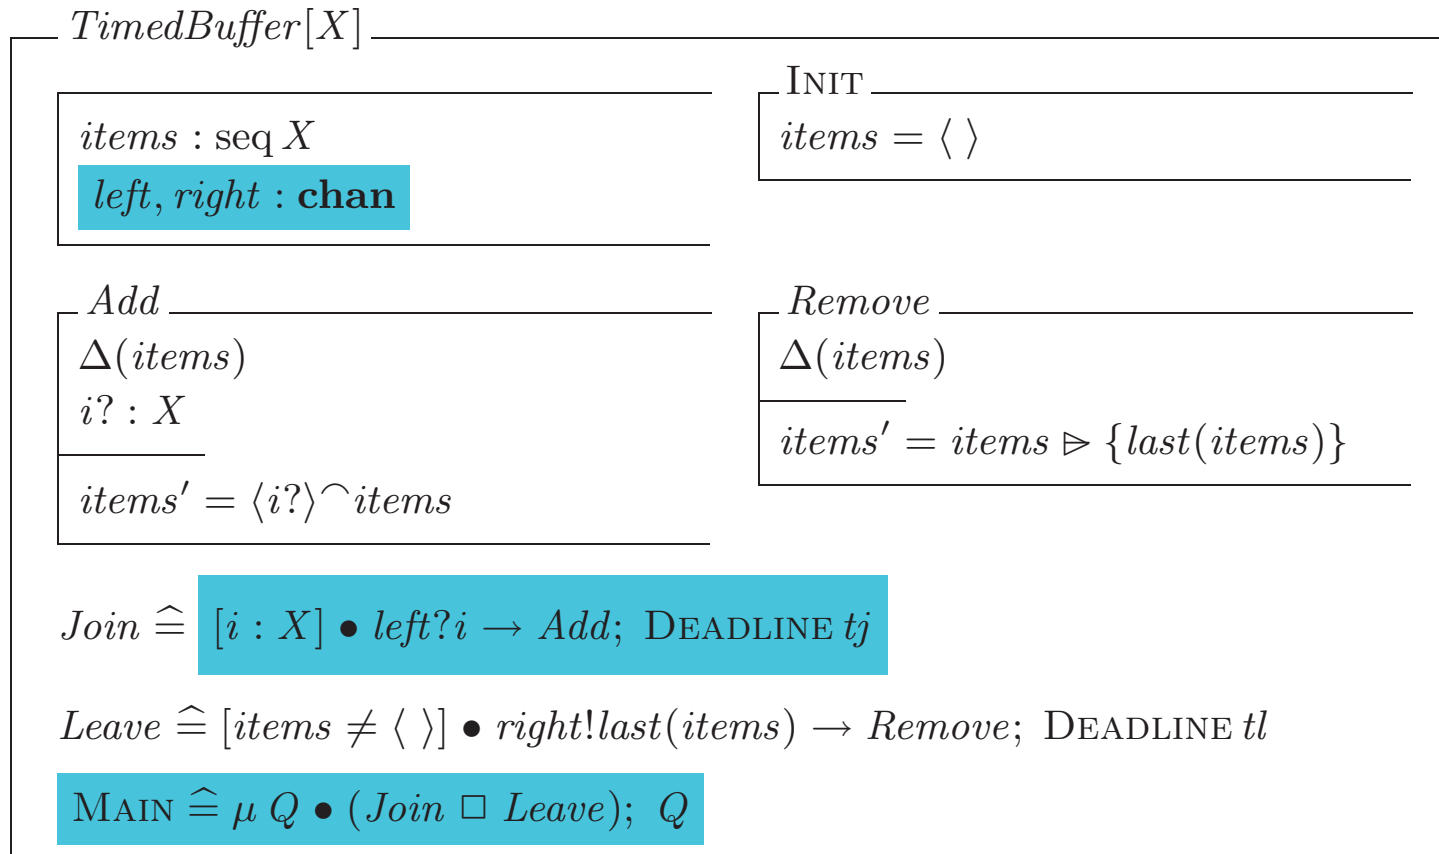 TimedBuffer[X]
items : seq X
left, right : chan
INIT
items = ⟨ ⟩
Add
Δ(items)
i? : X
items′ = ⟨i?⟩⌢items
Remove
Δ(items)
items′ = items ⩥ {last(items)}
Join ≙ [i : X] • left?i → Add; DEADLINE tj
Leave ≙ [items ≠ ⟨ ⟩] • right!last(items) → Remove; DEADLINE tl
MAIN ≙ μ Q • (Join □ Leave); Q